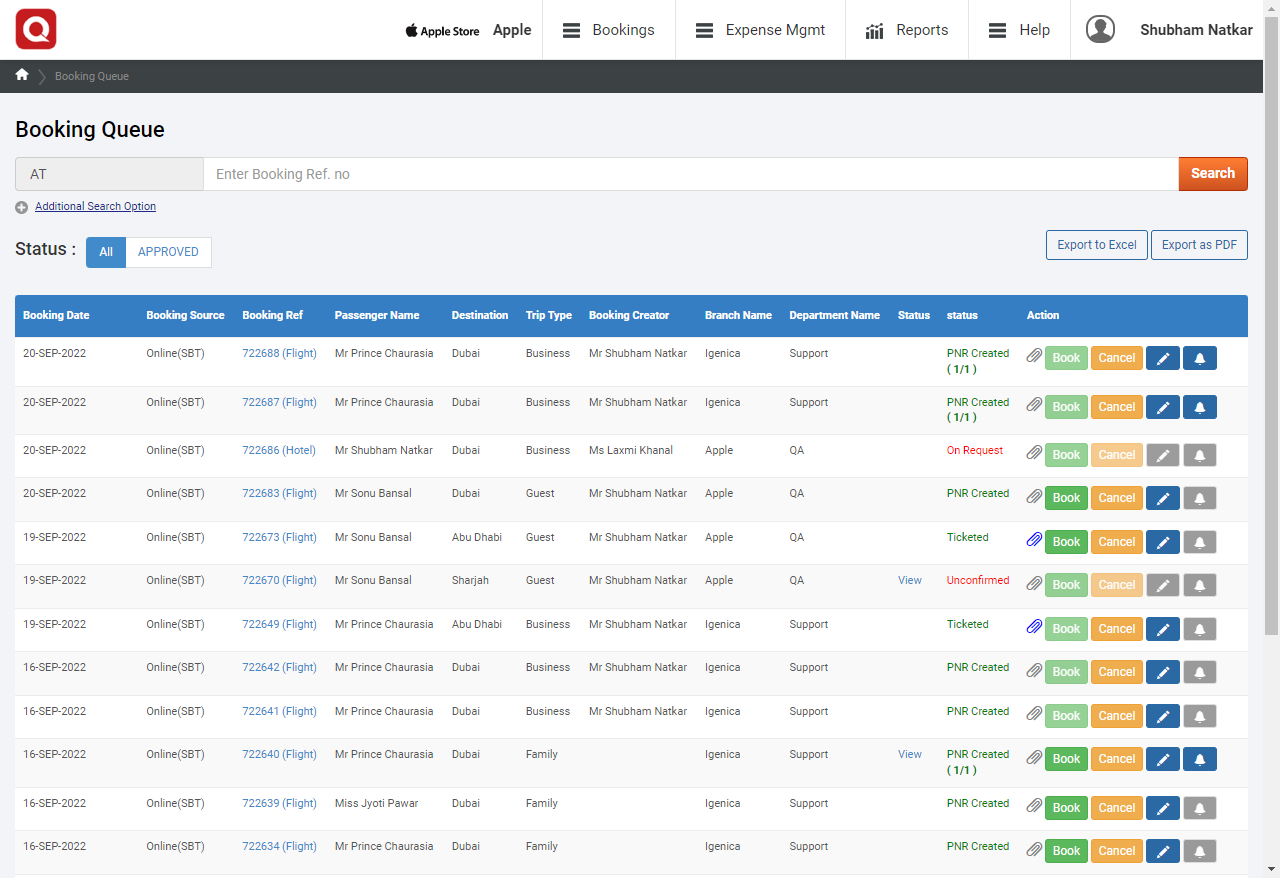 Apple Store Apple Bookings Expense Mgmt Reports Help Shubham Natkar
Booking Queue
Booking Queue
AT Enter Booking Ref. no Search
Additional Search Option
Status : All APPROVED Export to Excel Export as PDF
Booking Date Booking Source Booking Ref Passenger Name Destination Trip Type Booking Creator Branch Name Department Name Status status Action
20-SEP-2022 Online(SBT) 722688 (Flight) Mr Prince Chaurasia Dubai Business Mr Shubham Natkar Igenica Support PNR Created Book Cancel
( 1/1 )
20-SEP-2022 Online(SBT) 722687 (Flight) Mr Prince Chaurasia Dubai Business Mr Shubham Natkar Igenica Support PNR Created Book Cancel
( 1/1 )
20-SEP-2022 Online(SBT) 722686 (Hotel) Mr Shubham Natkar Dubai Business Ms Laxmi Khanal Apple QA On Request Book Cancel
20-SEP-2022 Online(SBT) 722683 (Flight) Mr Sonu Bansal Dubai Guest Mr Shubham Natkar Apple QA PNR Created Book Cancel
19-SEP-2022 Online(SBT) 722673 (Flight) Mr Sonu Bansal Abu Dhabi Guest Mr Shubham Natkar Apple QA Ticketed Book Cancel
19-SEP-2022 Online(SBT) 722670 (Flight) Mr Sonu Bansal Sharjah Guest Mr Shubham Natkar Apple QA View Unconfirmed Book Cancel
19-SEP-2022 Online(SBT) 722649 (Flight) Mr Prince Chaurasia Abu Dhabi Business Mr Shubham Natkar Igenica Support Ticketed Book Cancel
16-SEP-2022 Online(SBT) 722642 (Flight) Mr Prince Chaurasia Dubai Business Mr Shubham Natkar Igenica Support PNR Created Book Cancel
16-SEP-2022 Online(SBT) 722641 (Flight) Mr Prince Chaurasia Dubai Business Mr Shubham Natkar Igenica Support PNR Created Book Cancel
16-SEP-2022 Online(SBT) 722640 (Flight) Mr Prince Chaurasia Dubai Family Igenica Support View PNR Created Book Cancel
( 1/1 )
16-SEP-2022 Online(SBT) 722639 (Flight) Miss Jyoti Pawar Dubai Family Igenica Support PNR Created Book Cancel
16-SEP-2022 Online(SBT) 722634 (Flight) Mr Prince Chaurasia Dubai Family Igenica Support PNR Created Book Cancel